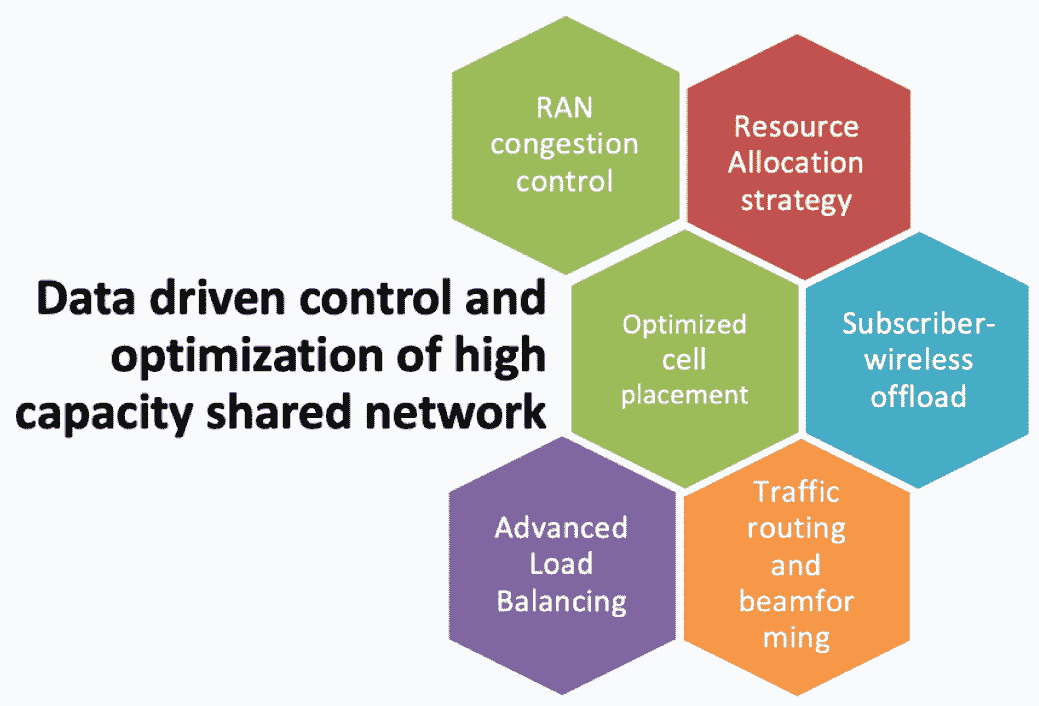 Data driven control and
optimization of high
capacity shared network
RAN
congestion
control
Resource
Allocation
strategy
Optimized
cell
placement
Subscriber-
wireless
offload
Advanced
Load
Balancing
Traffic
routing
and
beamfor
ming